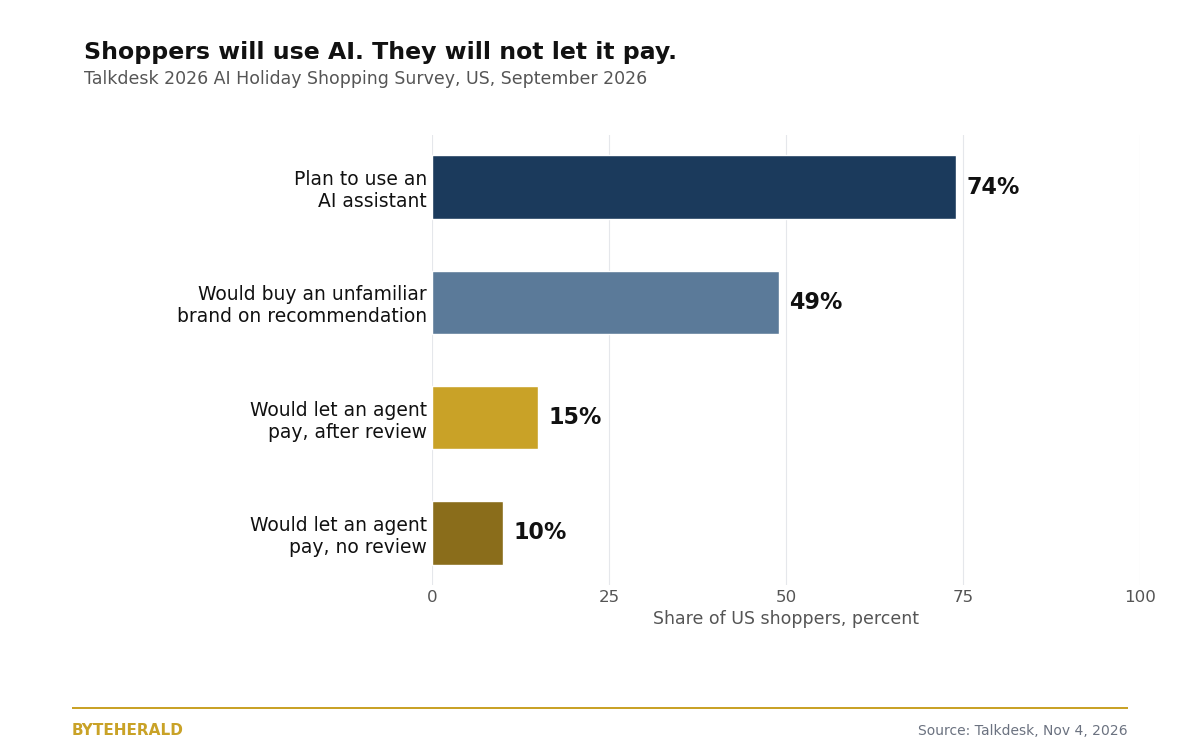 Shoppers will use AI. They will not let it pay.
Talkdesk 2026 AI Holiday Shopping Survey, US, September 2026
Plan to use an
AI assistant
74%
Would buy an unfamiliar
brand on recommendation
49%
Would let an agent
pay, after review
15%
Would let an agent
pay, no review
10%
0 25 50 75 100
Share of US shoppers, percent
BYTEHERALD
Source: Talkdesk, Nov 4, 2026